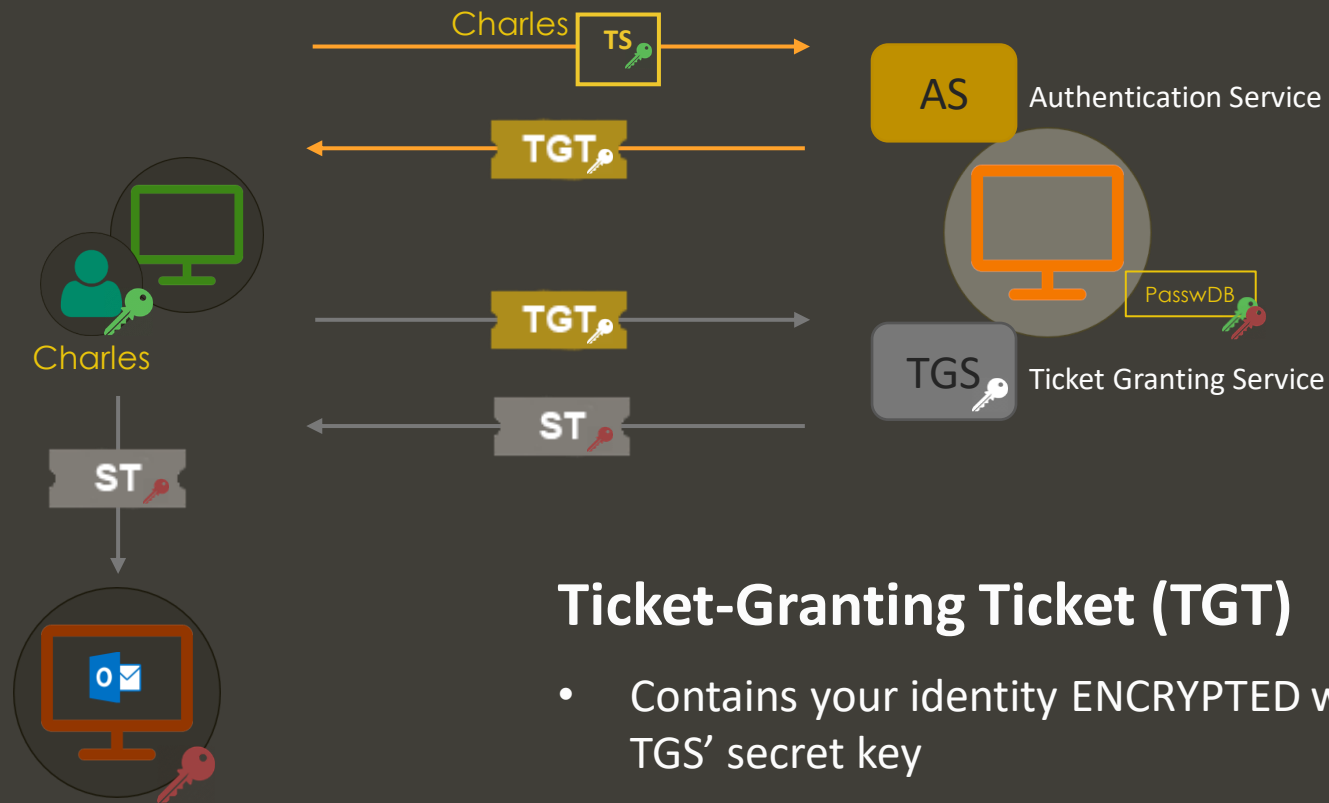 Charles
TS
AS
Authentication Service
TGT
TGT
PasswDB
Charles
TGS
Ticket Granting Service
ST
ST
O
Ticket-Granting Ticket (TGT)
• Contains your identity ENCRYPTED w
TGS’ secret key